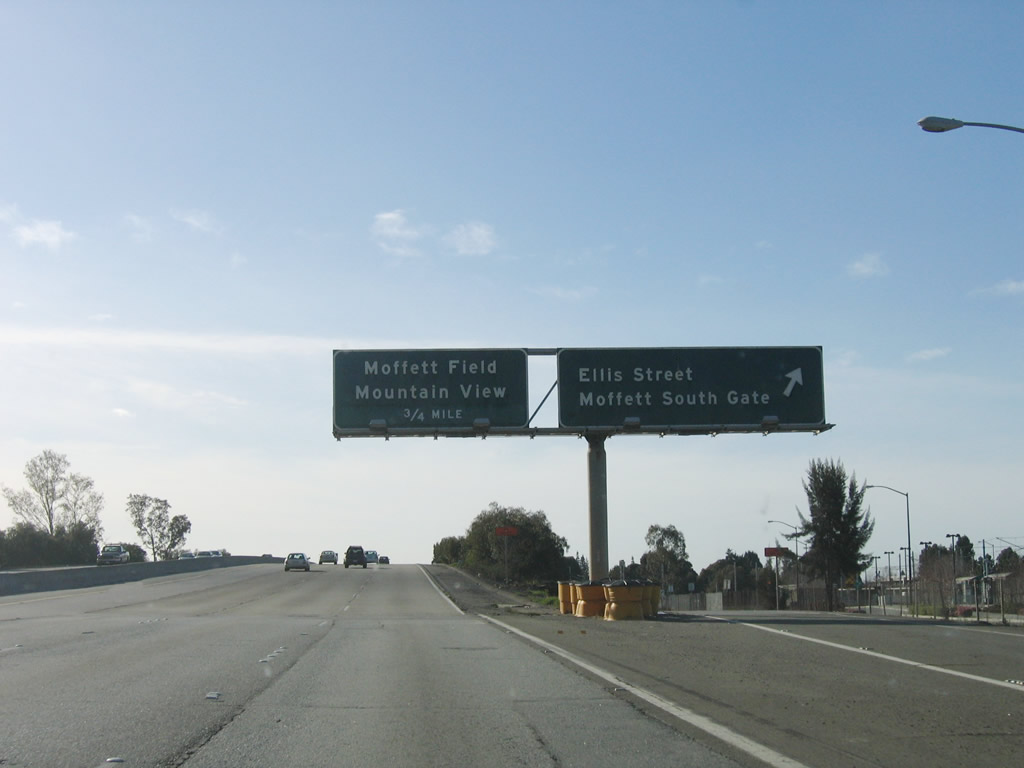 Moffett Field
Mountain View
3/4 MILE
Ellis Street
Moffett South Gate